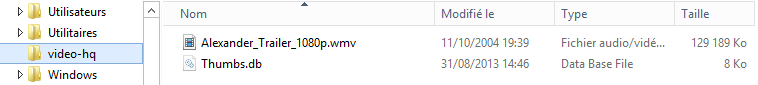 Utilisateurs
Utilitaires
video-hq
Windows
Nom Modifié le Type Taille
Alexander_Trailer_1080p.wmv 11/10/2004 19:39 Fichier audio/vidé... 129 189 Ko
Thumbs.db 31/08/2013 14:46 Data Base File 8 Ko